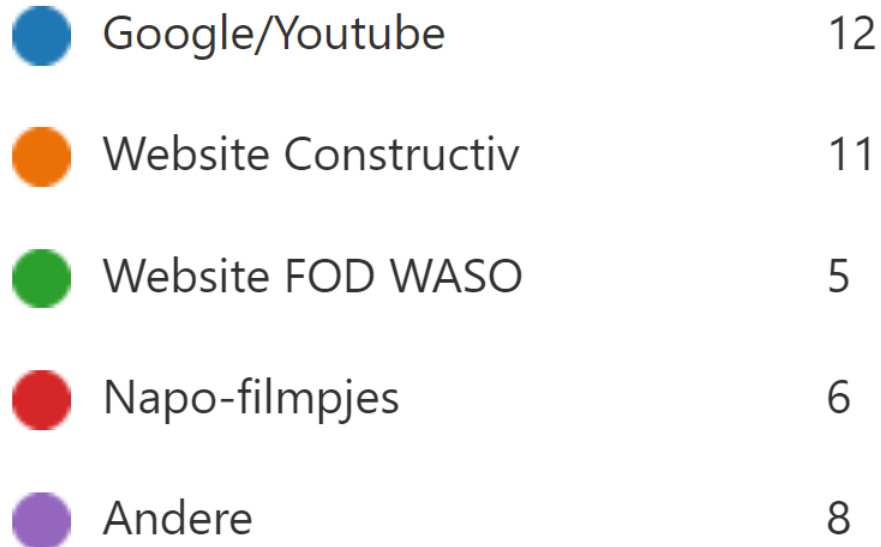 Google/Youtube 12
Website Constructiv 11
Website FOD WASO 5
Napo-filmpjes 6
Andere 8